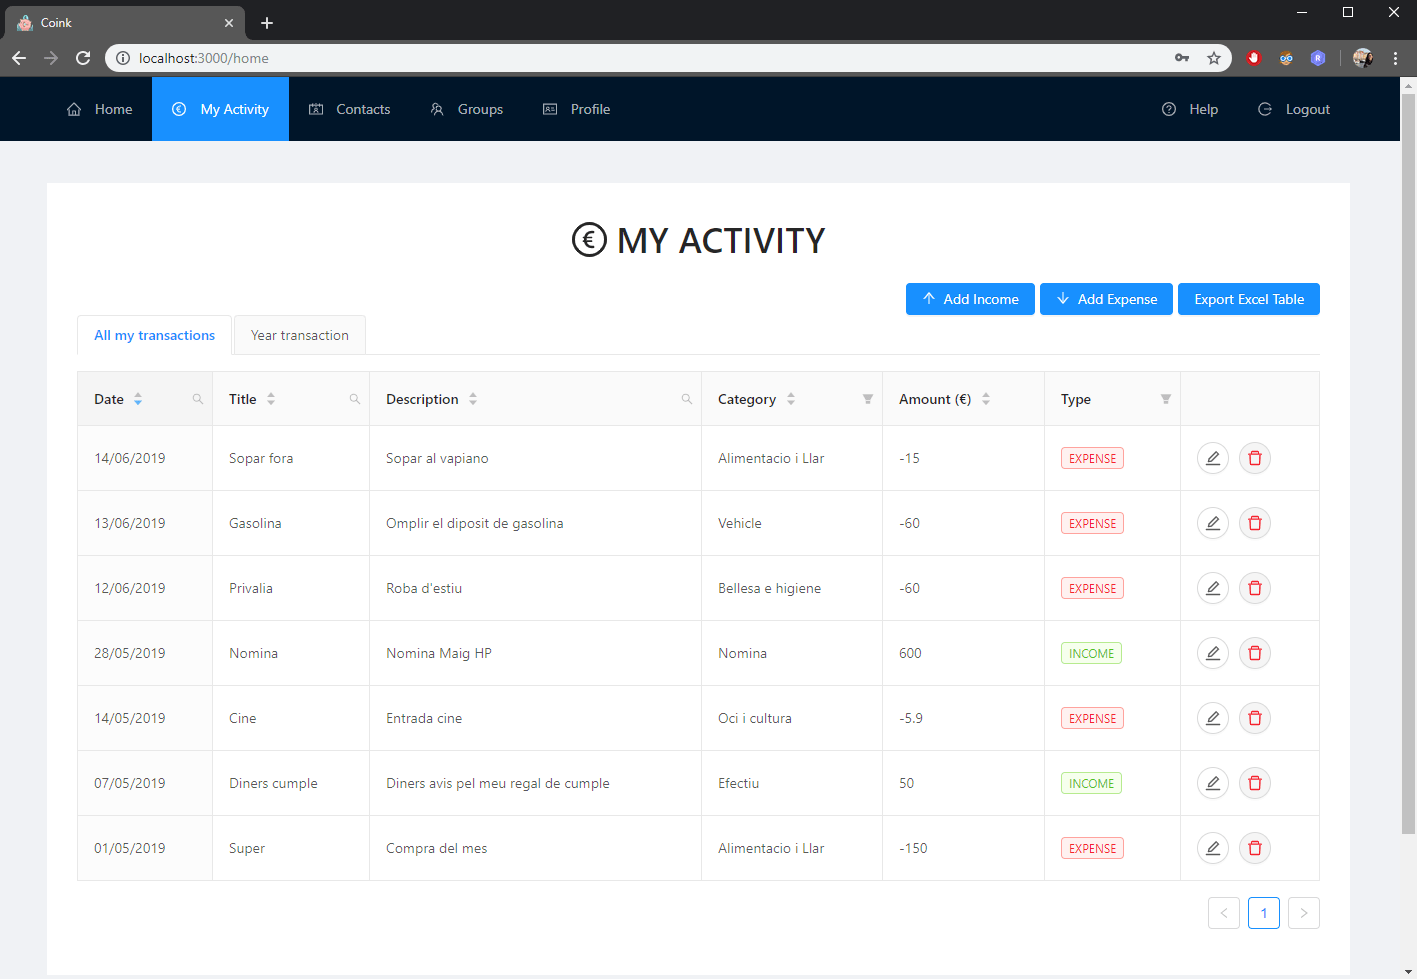 Coink
localhost:3000/home
Home My Activity Contacts Groups Profile Help Logout
€ MY ACTIVITY
Add Income Add Expense Export Excel Table
All my transactions Year transaction
Date Title Description Category Amount (€) Type
14/06/2019 Sopar fora Sopar al vapiano Alimentacio i Llar -15 EXPENSE
13/06/2019 Gasolina Omplir el diposit de gasolina Vehicle -60 EXPENSE
12/06/2019 Privalia Roba d'estiu Bellesa e higiene -60 EXPENSE
28/05/2019 Nomina Nomina Maig HP Nomina 600 INCOME
14/05/2019 Cine Entrada cine Oci i cultura -5.9 EXPENSE
07/05/2019 Diners cumple Diners avis pel meu regal de cumple Efectiu 50 INCOME
01/05/2019 Super Compra del mes Alimentacio i Llar -150 EXPENSE
1